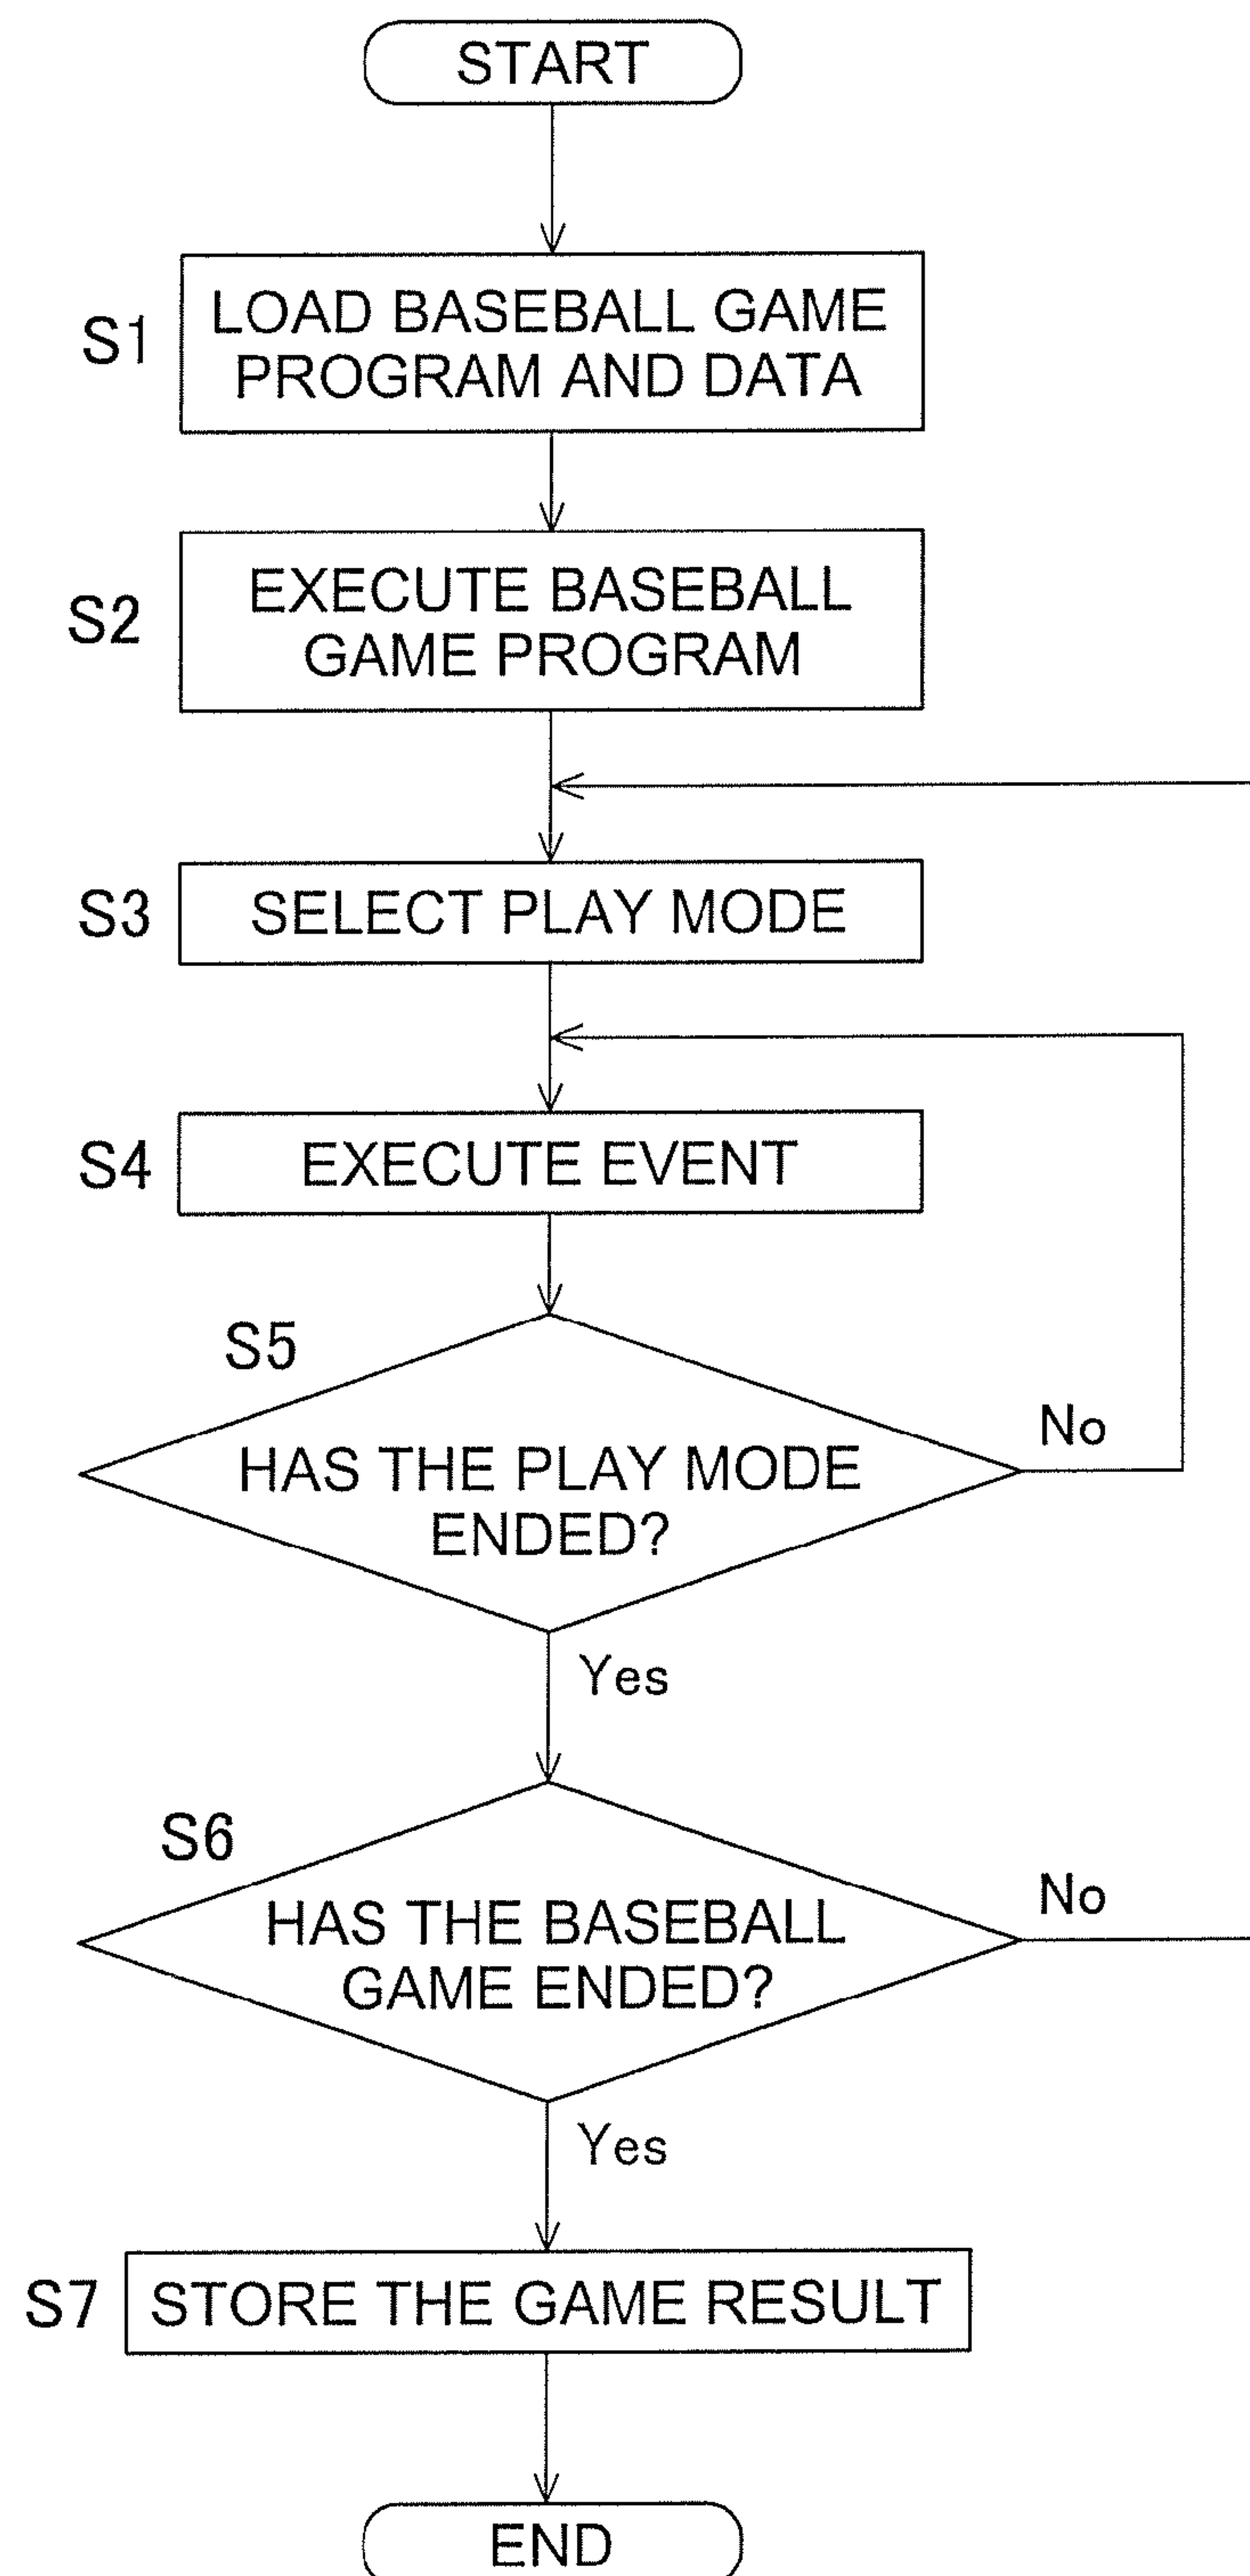 START
S1
LOAD BASEBALL GAME
PROGRAM AND DATA
S2
EXECUTE BASEBALL
GAME PROGRAM
S3
SELECT PLAY MODE
S4
EXECUTE EVENT
S5
HAS THE PLAY MODE
ENDED?
No
Yes
S6
HAS THE BASEBALL
GAME ENDED?
No
Yes
S7
STORE THE GAME RESULT
END